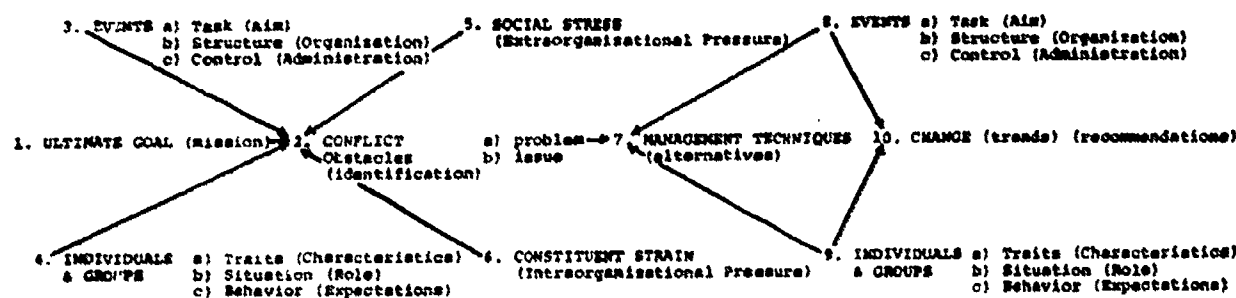 3. EVENTS a) Task (Aim)
b) Structure (Organization)
c) Control (Administration)
5. SOCIAL STRESS
(Extraorganizational Pressure)
8. EVENTS a) Task (Aim)
b) Structure (Organization)
c) Control (Administration)
1. ULTIMATE GOAL (mission)
2. CONFLICT
Obstacles
(identification)
a) problem
b) issue
7. MANAGEMENT TECHNIQUES
(alternatives)
10. CHANGE (trends) (recommendations)
4. INDIVIDUALS
& GROUPS
a) Traits (Characteristics)
b) Situation (Role)
c) Behavior (Expectations)
6. CONSTITUENT STRAIN
(Intraorganizational Pressure)
9. INDIVIDUALS
& GROUPS
a) Traits (Characteristics)
b) Situation (Role)
c) Behavior (Expectations)